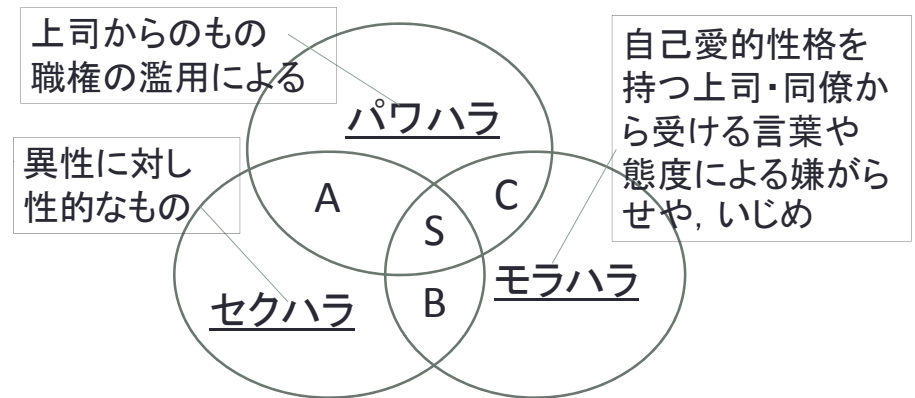 上司からのもの
職権の濫用による
自己愛的性格を
持つ上司・同僚か
ら受ける言葉や
態度による嫌がら
せや, いじめ
パワハラ
異性に対し
性的なもの
A
C
S
B
セクハラ
モラハラ